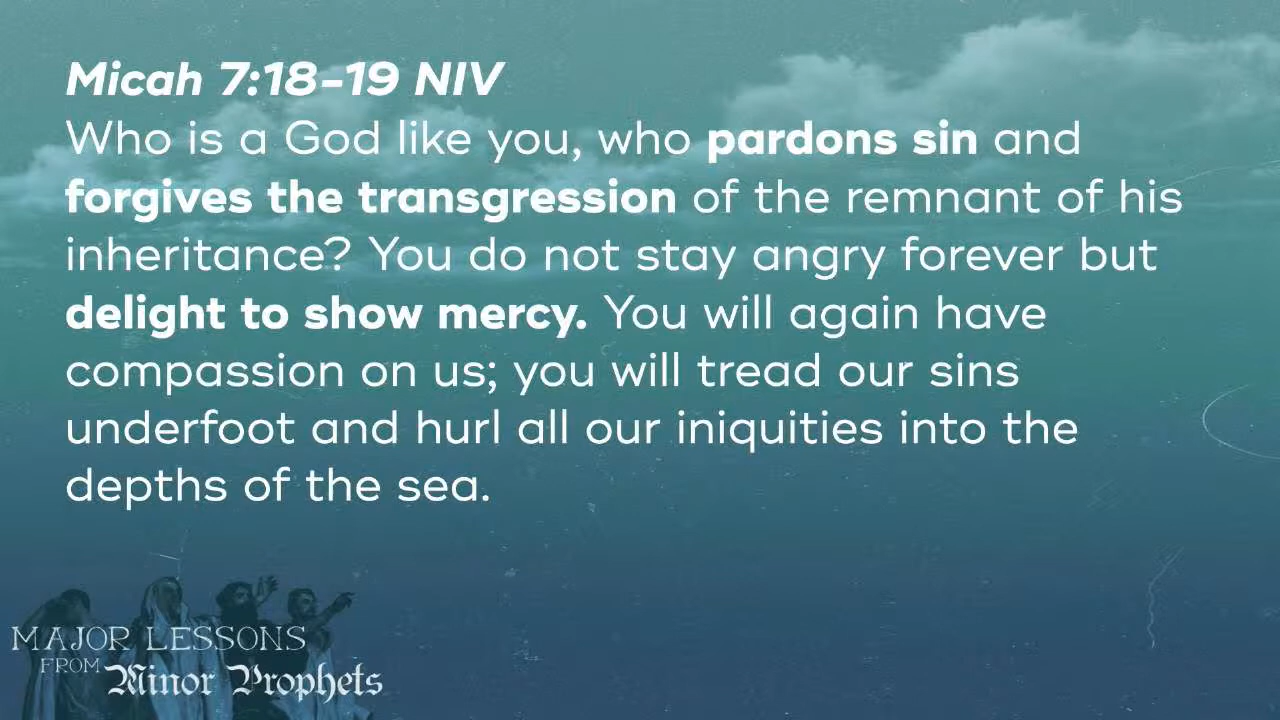 Micah 7:18-19 NIV
Who is a God like you, who pardons sin and
forgives the transgression of the remnant of his
inheritance? You do not stay angry forever but
delight to show mercy. You will again have
compassion on us; you will tread our sins
underfoot and hurl all our iniquities into the
depths of the sea.
MAJOR LESSONS
FROM Minor Prophets